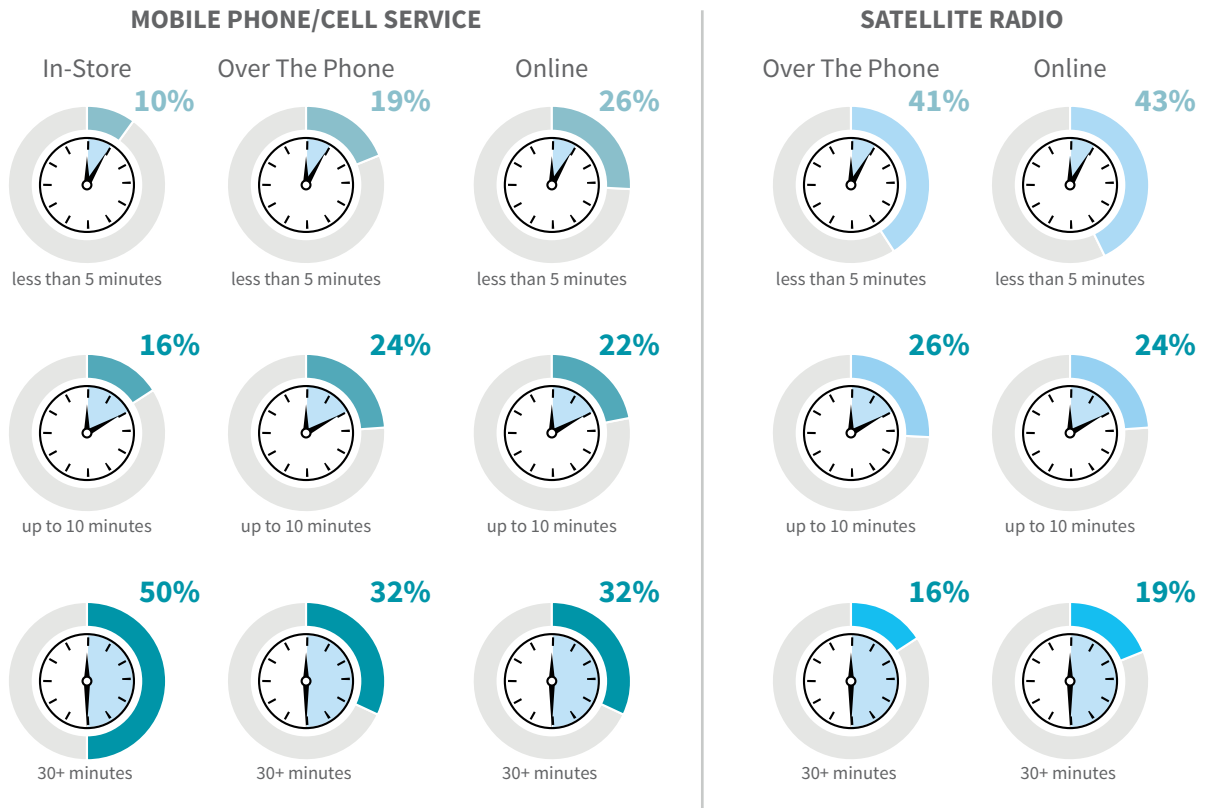 MOBILE PHONE/CELL SERVICE
SATELLITE RADIO
In-Store
Over The Phone
Online
Over The Phone
Online
10%
19%
26%
41%
43%
less than 5 minutes
less than 5 minutes
less than 5 minutes
less than 5 minutes
less than 5 minutes
16%
24%
22%
26%
24%
up to 10 minutes
up to 10 minutes
up to 10 minutes
up to 10 minutes
up to 10 minutes
50%
32%
32%
16%
19%
30+ minutes
30+ minutes
30+ minutes
30+ minutes
30+ minutes